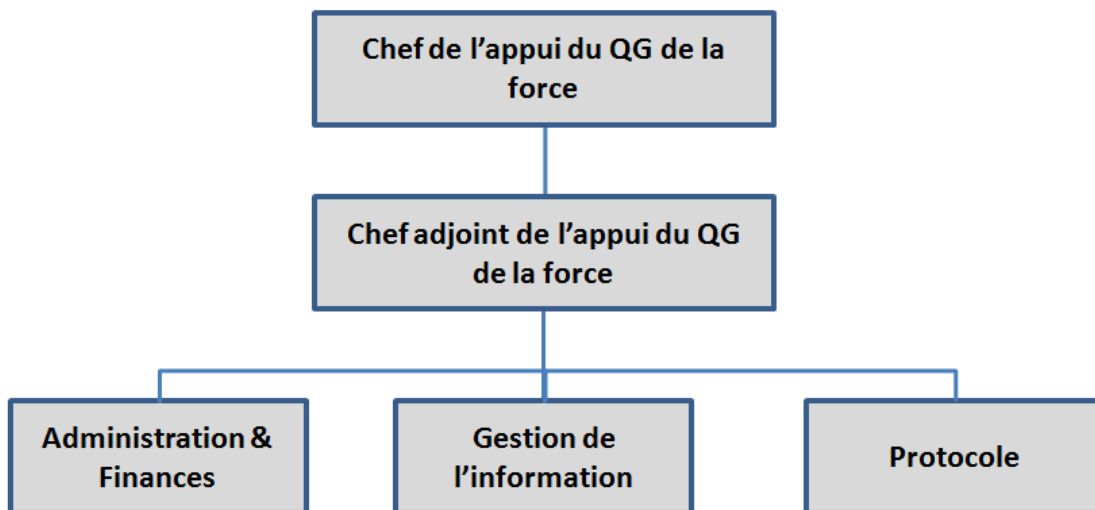 Chef de l'appui du QG de la
force
Chef adjoint de l'appui du QG
de la force
Administration &
Finances
Gestion de
l'information
Protocole